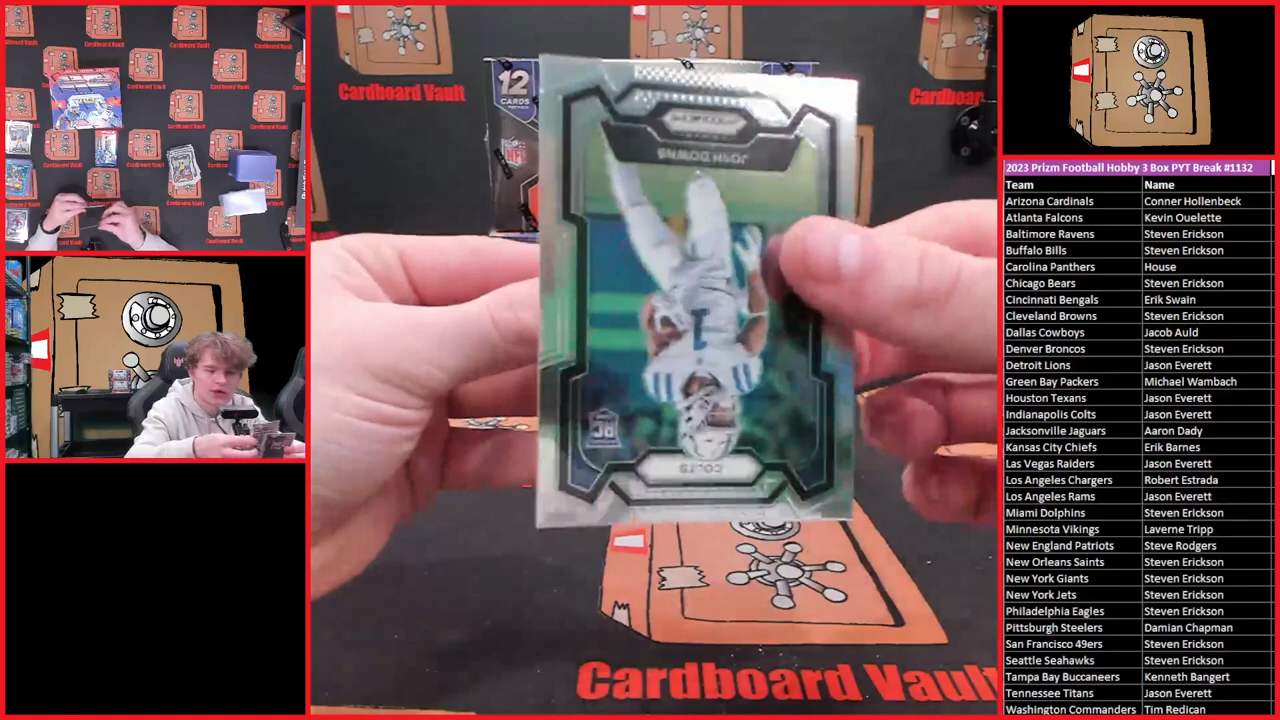 Cardboard Vault
Cardboard Vault
12
CARDS
NFL
JOSH DOWNS
1
RC
COLTS
Cardboard Vault
2023 Prizm Football Hobby 3 Box PYT Break #1132
Team Name
Arizona Cardinals Conner Hollenbeck
Atlanta Falcons Kevin Ouelette
Baltimore Ravens Steven Erickson
Buffalo Bills Steven Erickson
Carolina Panthers House
Chicago Bears Steven Erickson
Cincinnati Bengals Erik Swain
Cleveland Browns Steven Erickson
Dallas Cowboys Jacob Auld
Denver Broncos Steven Erickson
Detroit Lions Jason Everett
Green Bay Packers Michael Wambach
Houston Texans Jason Everett
Indianapolis Colts Jason Everett
Jacksonville Jaguars Aaron Dady
Kansas City Chiefs Erik Barnes
Las Vegas Raiders Jason Everett
Los Angeles Chargers Robert Estrada
Los Angeles Rams Jason Everett
Miami Dolphins Steven Erickson
Minnesota Vikings Laverne Tripp
New England Patriots Steve Rodgers
New Orleans Saints Steven Erickson
New York Giants Steven Erickson
New York Jets Steven Erickson
Philadelphia Eagles Steven Erickson
Pittsburgh Steelers Damian Chapman
San Francisco 49ers Steven Erickson
Seattle Seahawks Steven Erickson
Tampa Bay Buccaneers Kenneth Bangert
Tennessee Titans Jason Everett
Washington Commanders Tim Redican